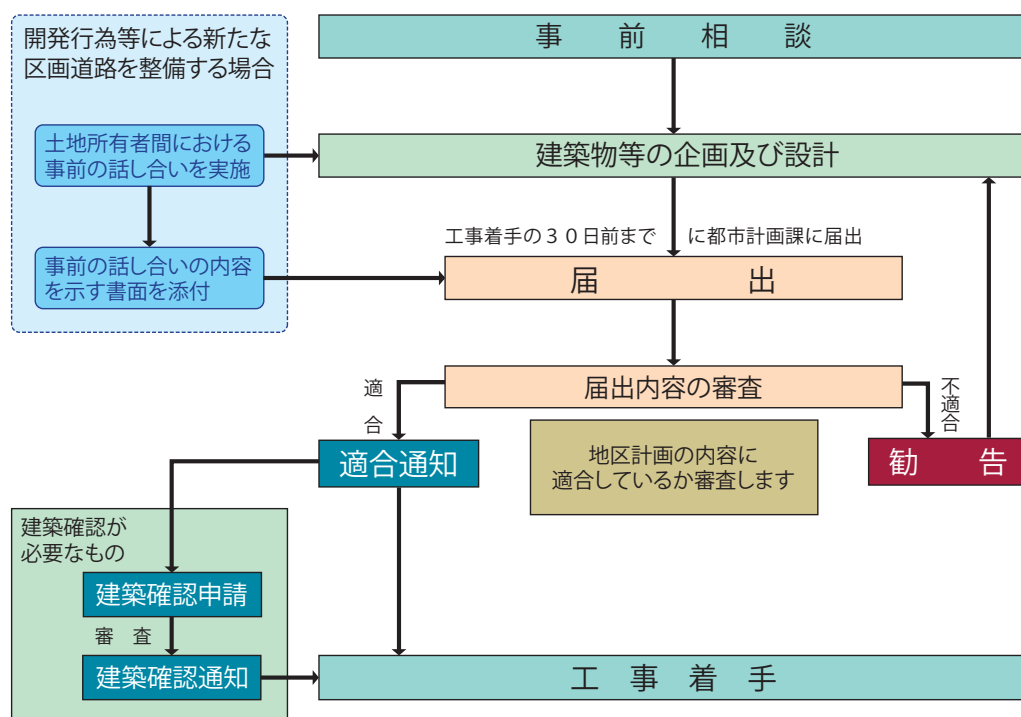 事前相談
開発行為等による新たな
区画道路を整備する場合
土地所有者間における
事前の話し合いを実施
建築物等の企画及び設計
工事着手の３０日前まで に都市計画課に届出
事前の話し合いの内容
を示す書面を添付
届出
届出内容の審査
適合
不適合
地区計画の内容に
適合しているか審査します
適合通知
勧告
建築確認が
必要なもの
建築確認申請
審査
建築確認通知
工事着手